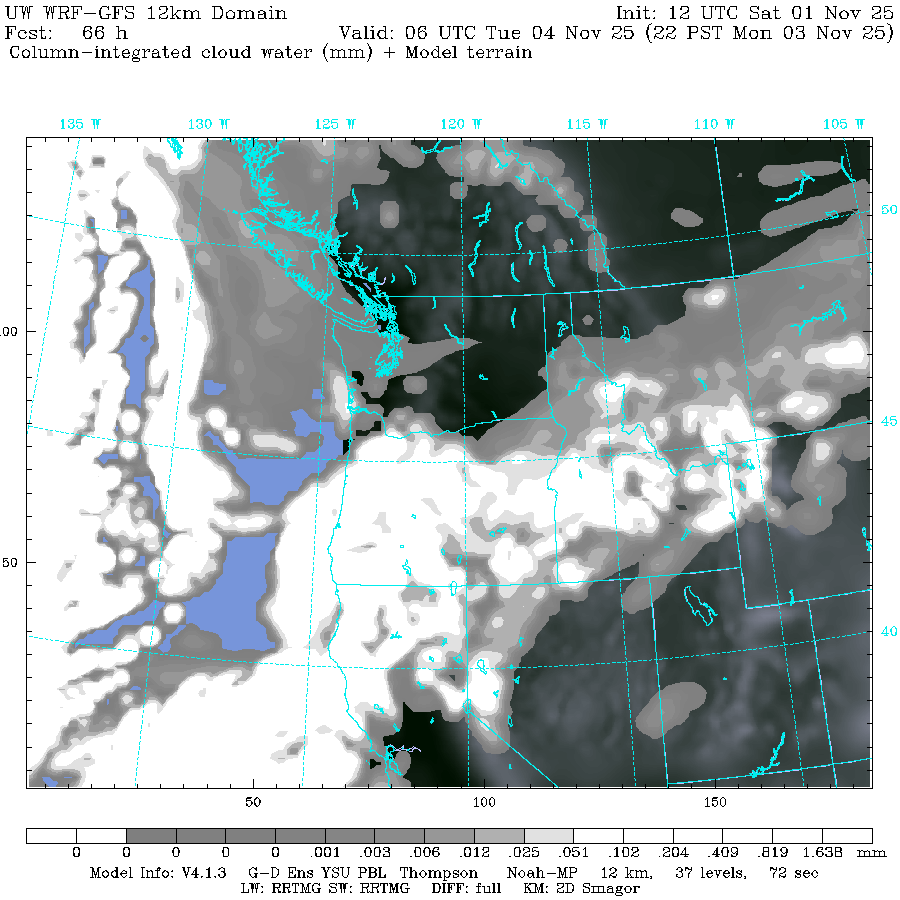 UW WRF-GFS 12km Domain Init: 12 UTC Sat 01 Nov 25
Fcst: 66 h Valid: 06 UTC Tue 04 Nov 25 (22 PST Mon 03 Nov 25)
Column-integrated cloud water (mm) + Model terrain
135 W 130 W 125 W 120 W 115 W 110 W 105 W
50
00
45
50
40
50 100 150
0 0 0 0 .001 .003 .006 .012 .025 .051 .102 .204 .409 .819 1.638 mm
Model Info: V4.1.3 G-D Ens YSU PBL Thompson Noah-MP 12 km, 37 levels, 72 sec
LW: RRTMG SW: RRTMG DIFF: full KM: 2D Smagor